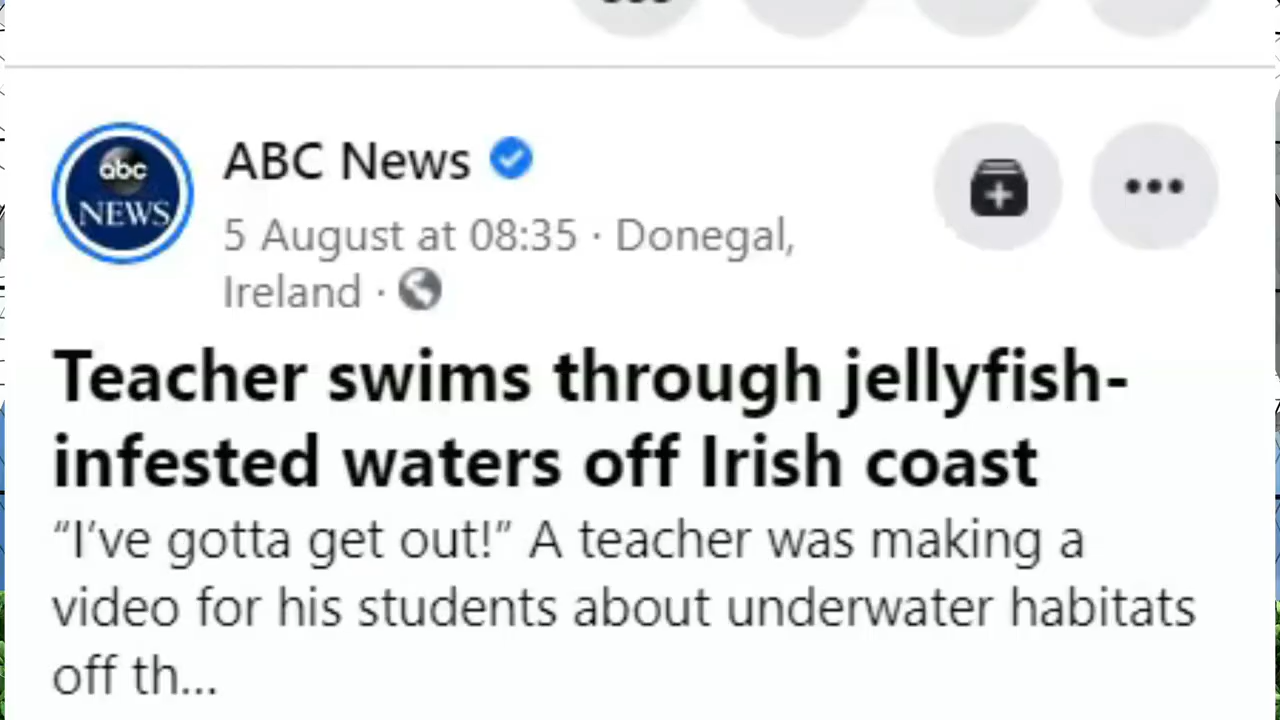 abc
NEWS
ABC News
5 August at 08:35 · Donegal,
Ireland ·
Teacher swims through jellyfish-
infested waters off Irish coast
“I’ve gotta get out!” A teacher was making a
video for his students about underwater habitats
off th...